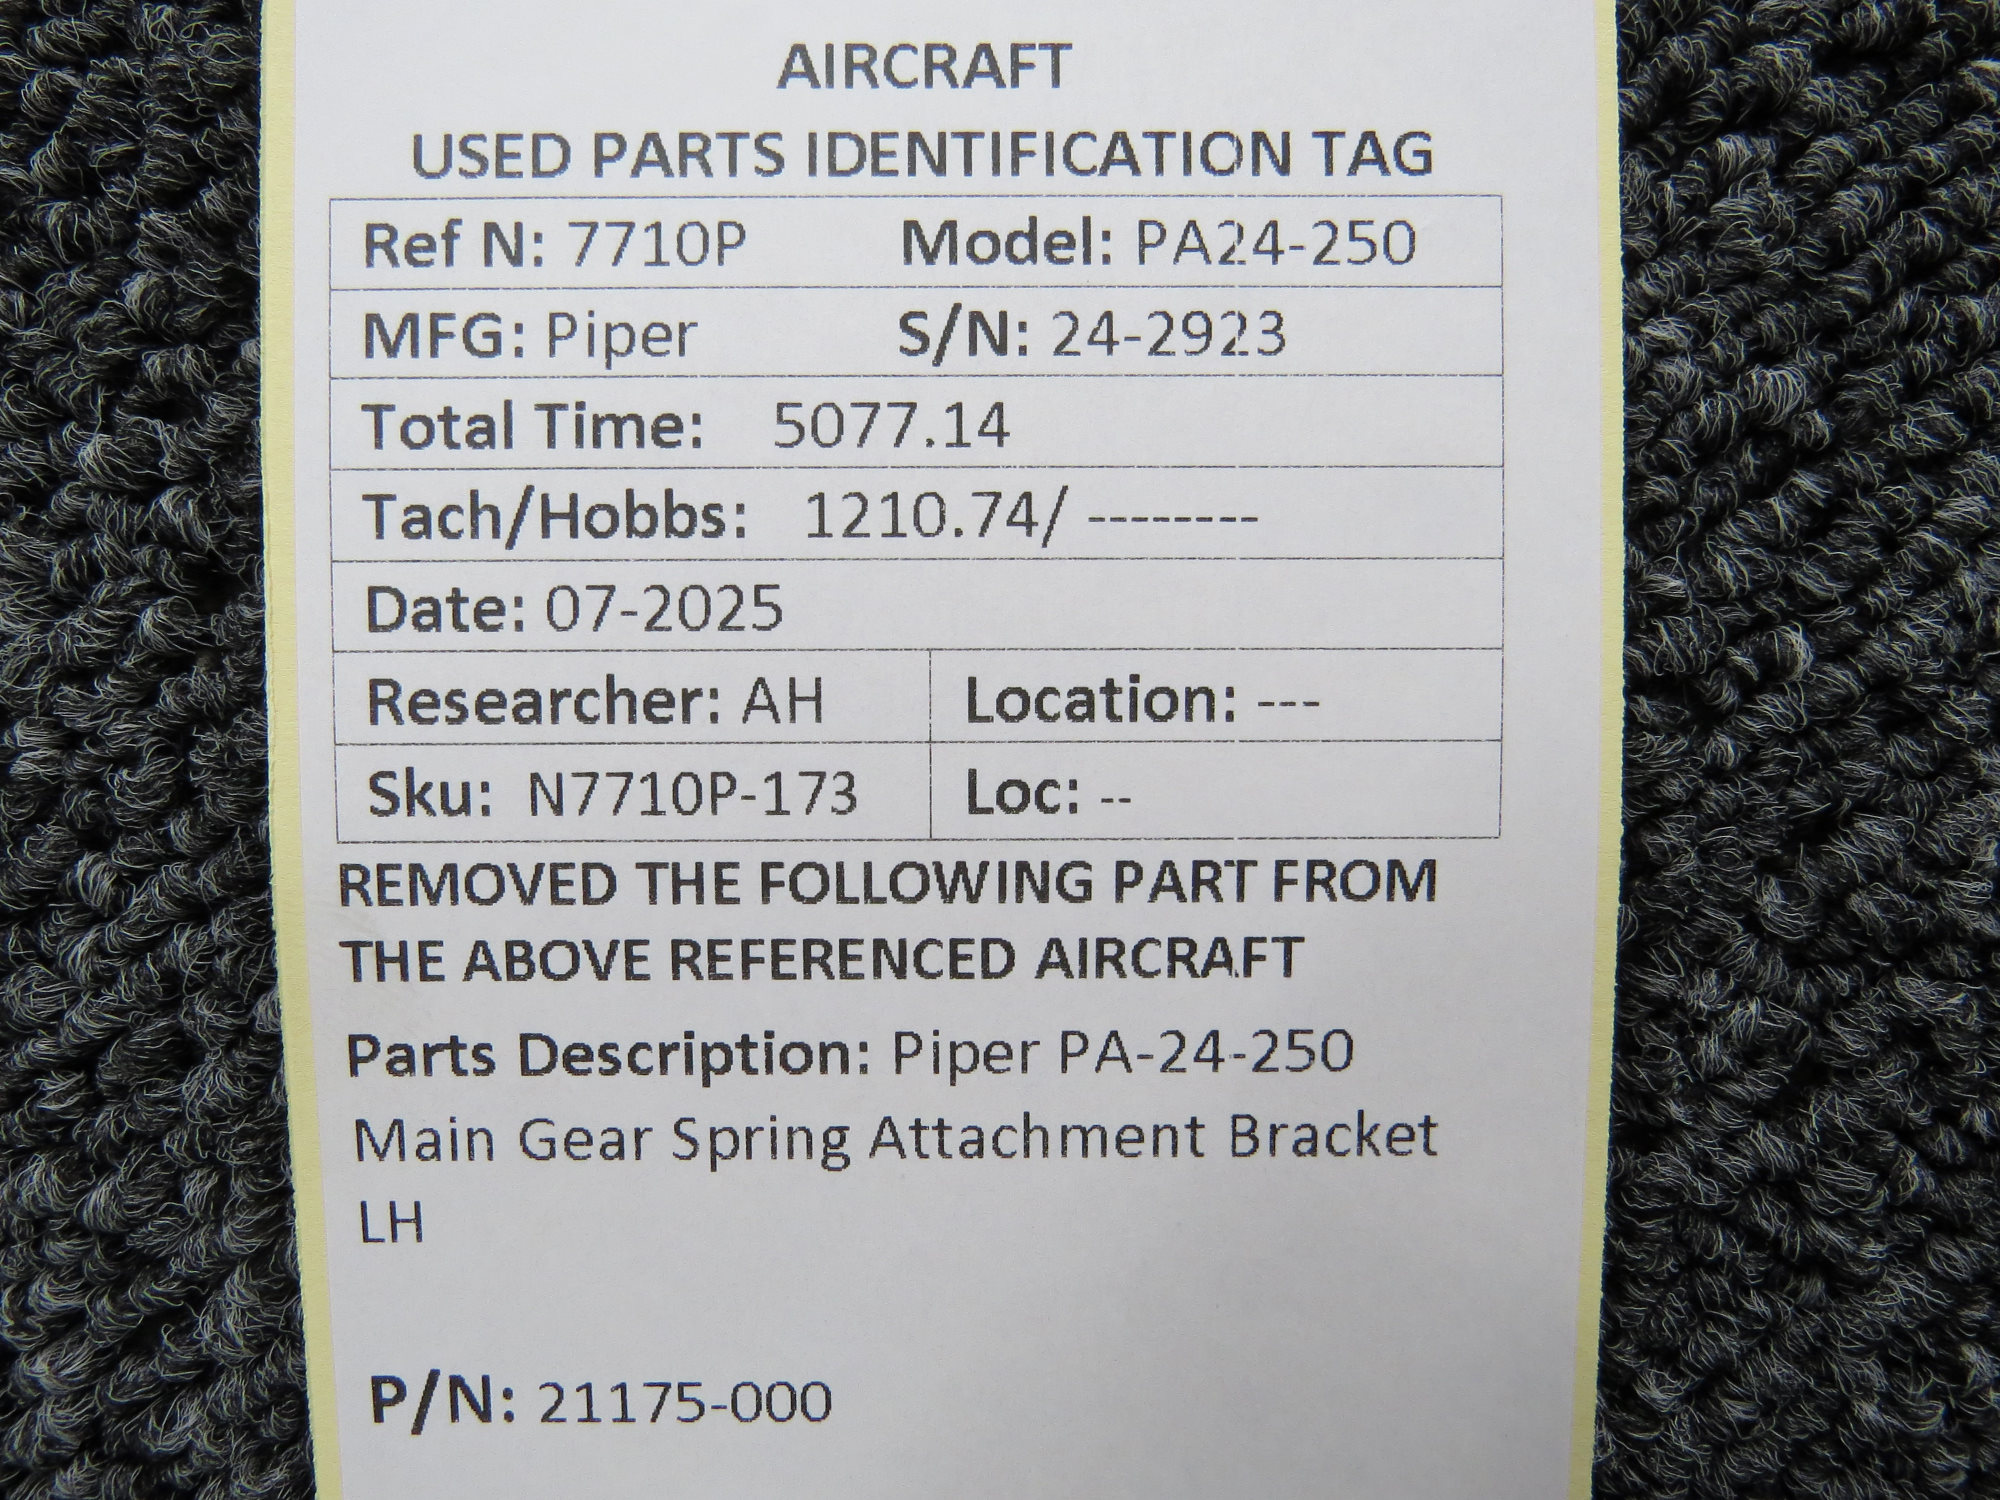 AIRCRAFT
USED PARTS IDENTIFICATION TAG
Ref N: 7710P Model: PA24-250
MFG: Piper S/N: 24-2923
Total Time: 5077.14
Tach/Hobbs: 1210.74/ --------
Date: 07-2025
Researcher: AH Location: ---
Sku: N7710P-173 Loc: --
REMOVED THE FOLLOWING PART FROM
THE ABOVE REFERENCED AIRCRAFT
Parts Description: Piper PA-24-250
Main Gear Spring Attachment Bracket
LH
P/N: 21175-000